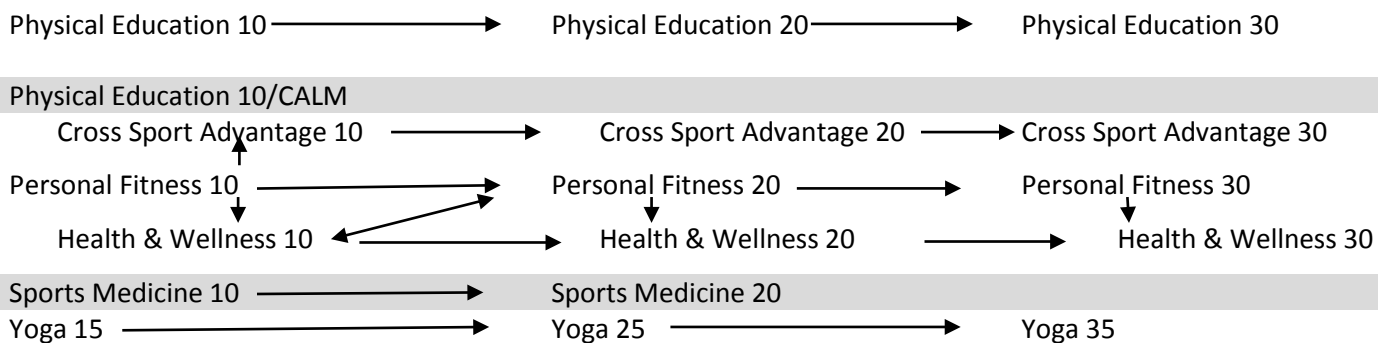 Physical Education 10 Physical Education 20 Physical Education 30
Physical Education 10/CALM
Cross Sport Advantage 10 Cross Sport Advantage 20 Cross Sport Advantage 30
Personal Fitness 10 Personal Fitness 20 Personal Fitness 30
Health & Wellness 10 Health & Wellness 20 Health & Wellness 30
Sports Medicine 10 Sports Medicine 20
Yoga 15 Yoga 25 Yoga 35